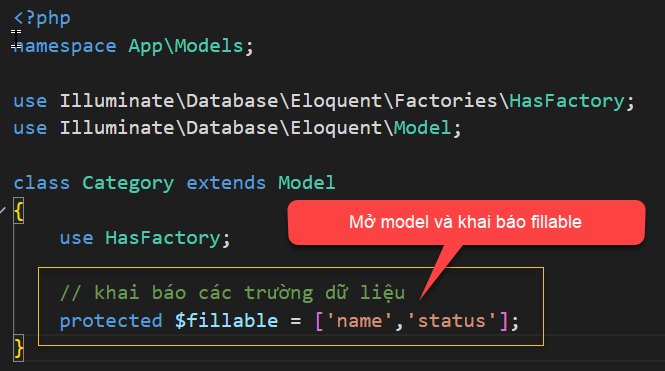 <?php
namespace App\Models;
use Illuminate\Database\Eloquent\Factories\HasFactory;
use Illuminate\Database\Eloquent\Model;
class Category extends Model
{
use HasFactory;
Mở model và khai báo fillable
// khai báo các trường dữ liệu
protected $fillable = ['name','status'];
}